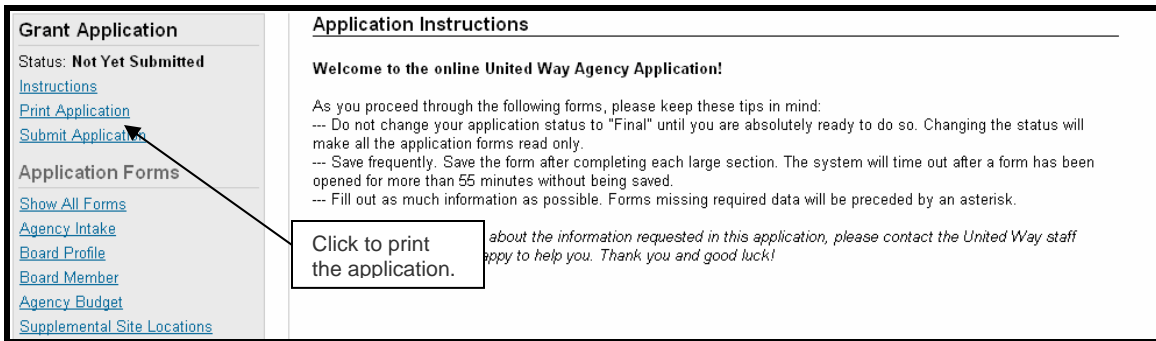 Grant Application
Status: Not Yet Submitted
Instructions
Print Application
Submit Application
Application Forms
Show All Forms
Agency Intake
Board Profile
Board Member
Agency Budget
Supplemental Site Locations
Application Instructions
Welcome to the online United Way Agency Application!
As you proceed through the following forms, please keep these tips in mind:
--- Do not change your application status to "Final" until you are absolutely ready to do so. Changing the status will
make all the application forms read only.
--- Save frequently. Save the form after completing each large section. The system will time out after a form has been
opened for more than 55 minutes without being saved.
--- Fill out as much information as possible. Forms missing required data will be preceded by an asterisk.
about the information requested in this application, please contact the United Way staff
to help you. Thank you and good luck!
Click to print
the application.